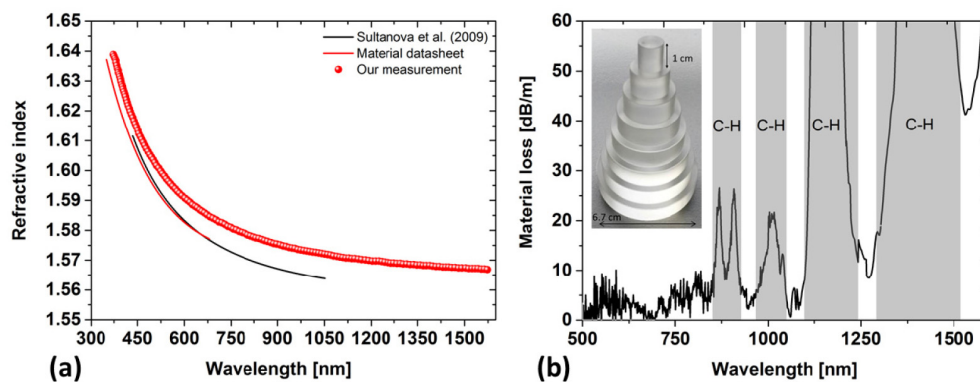 Refractive index
1.64
1.63
1.62
1.61
1.60
1.59
1.58
1.57
1.56
1.55
Sultanova et al. (2009)
Material datasheet
Our measurement
300 450 600 750 900 1050 1200 1350 1500
Wavelength [nm]
(a)
Material loss [dB/m]
60
50
40
30
20
10
0
1 cm
6.7 cm
C-H
C-H
C-H
C-H
500 750 1000 1250 1500
Wavelength [nm]
(b)